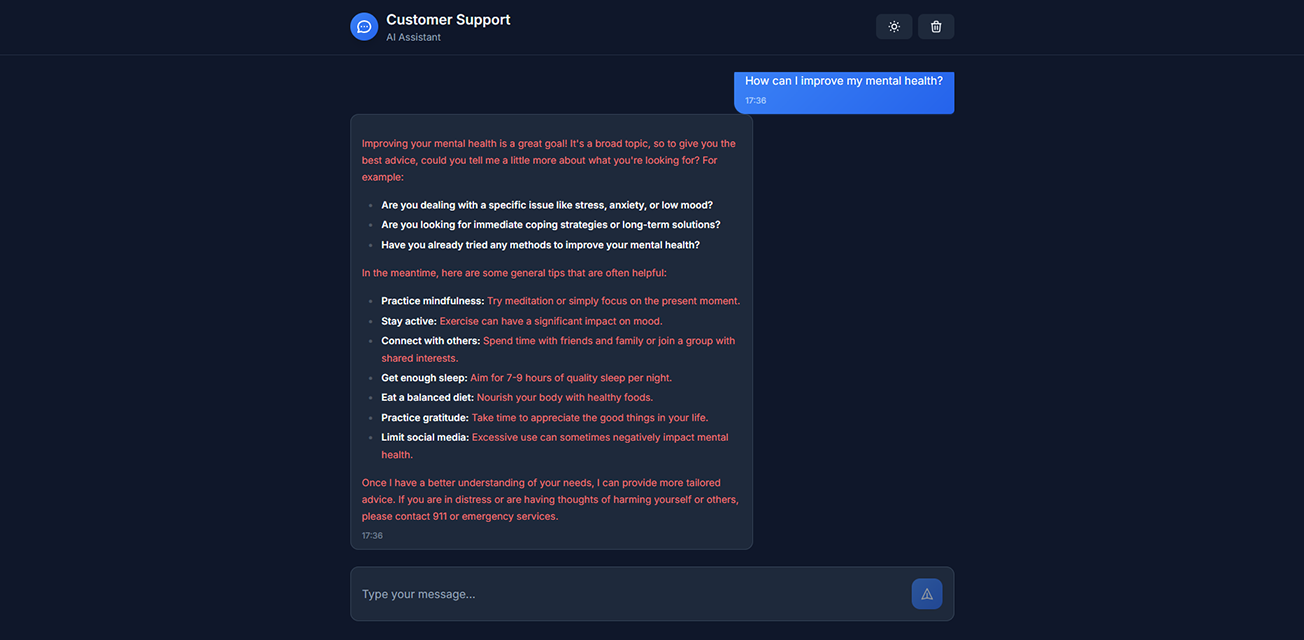 Customer Support
AI Assistant
How can I improve my mental health?
17:36
Improving your mental health is a great goal! It's a broad topic, so to give you the
best advice, could you tell me a little more about what you're looking for? For
example:
Are you dealing with a specific issue like stress, anxiety, or low mood?
Are you looking for immediate coping strategies or long-term solutions?
Have you already tried any methods to improve your mental health?
In the meantime, here are some general tips that are often helpful:
Practice mindfulness: Try meditation or simply focus on the present moment.
Stay active: Exercise can have a significant impact on mood.
Connect with others: Spend time with friends and family or join a group with
shared interests.
Get enough sleep: Aim for 7-9 hours of quality sleep per night.
Eat a balanced diet: Nourish your body with healthy foods.
Practice gratitude: Take time to appreciate the good things in your life.
Limit social media: Excessive use can sometimes negatively impact mental
health.
Once I have a better understanding of your needs, I can provide more tailored
advice. If you are in distress or are having thoughts of harming yourself or others,
please contact 911 or emergency services.
17:36
Type your message...